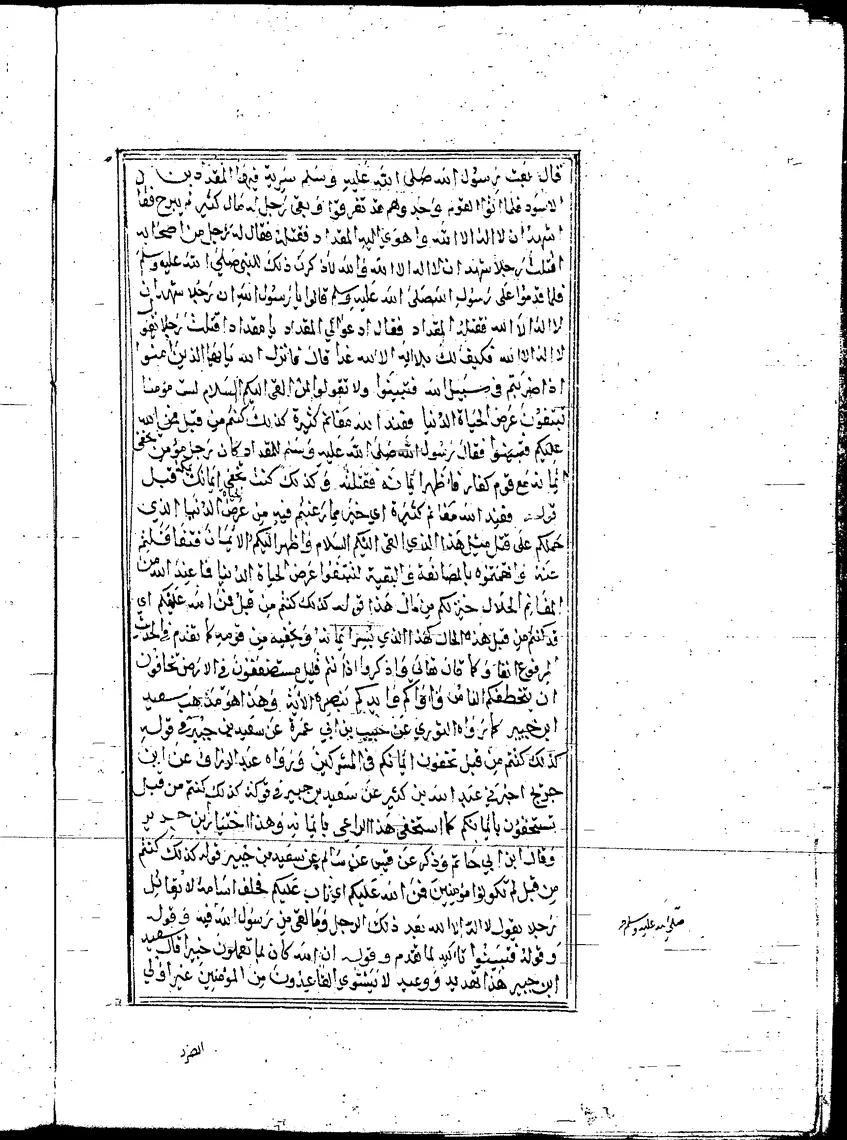 قال بعث رسول الله صلى الله عليه وسلم سرية فيها المقداد بن
الاسود فلما اتوا القوم وجدوهم قد تفرقوا وبقى رجل له مال كثير لم يبرح فقا
اشهد ان لا اله الا الله واهوى اليه المقداد فقتله فقال له رجل من اصحابه
اقتلت رجلا شهد ان لا اله الا الله والله لاذكرن ذلك للنبي صلى الله عليه وسلم
فلما قدموا على رسول الله صلى الله عليه وسلم قالوا يا رسول الله ان رجلا شهد ان
لا اله الا الله فقتله المقداد فقال ادعوا لي المقداد يا مقداد اقتلت رجلا يقو
لا اله الا الله فكيف لك بلا اله الا الله غدا قال فانزل الله يايها الذين امنوا
اذا ضربتم في سبيل الله فتبينوا ولا تقولوا لمن القى اليكم السلام لست مؤمنا
تبتغون عرض الحياة الدنيا فعند الله مغانم كثيرة كذلك كنتم من قبل فمن الله
عليكم فتبينوا فقال رسول الله صلى الله عليه وسلم للمقداد كان رجل مؤمن يخفى
ايمانه مع قوم كفار فاظهر ايمانه فقتلته وكذلك كنت تخفي ايمانك بمكة قبل
قوله فعند الله مغانم كثيرة اي خير مما رغبتم فيه من عرض الحياة الدنيا الذي
حملكم على قتل مثل هذا الذي القى اليكم السلام واظهر اليكم الايمان فتغافلتم
عنه واتهمتوه بالمصانعة والتقية لتبتغوا عرض الحياة الدنيا فما عند الله من
المغانم الحلال خير لكم من مال هذا قوله كذلك كنتم من قبل فمن الله عليكم اي
قد كنتم من قبل هذه الحال كهذا الذي يسر ايمانه ويخفيه من قومه كما تقدم في الحديث
المرفوع انفا وكما قال تعالى واذكروا اذ انتم قليل مستضعفون في الارض تخافون
ان يتخطفكم الناس واواكم وايدكم بنصره الاية وهذا هو مذهب سعيد
ابن جبير كما رواه الثوري عن حبيب بن ابي عمرة عن سعيد بن جبير في قوله
كذلك كنتم من قبل تخفون ايمانكم في المشركين ورواه عبد الرزاق عن ابن
جريج اخبرني عبد الله بن كثير عن سعيد بن جبير في قوله كذلك كنتم من قبل
تستخفون بايمانكم كما استخفى هذا الراعي بايمانه وهذا اختيار ابن جرير
وقال ابن ابي حاتم وذكر عن قيس عن سالم عن سعيد بن جبير قوله كذلك كنتم
من قبل لم تكونوا مؤمنين فمن الله عليكم اي تاب عليكم فحلف اسامة لا يقاتل
رجلا يقول لا اله الا الله بعد ذلك الرجل وما لقى من رسول الله فيه وقوله
وقوله فتبينوا تاكيد لما تقدم وقوله ان الله كان بما تعملون خبيرا قال سعيد
ابن جبير هذا تهديد ووعيد لا يستوي القاعدون من المؤمنين غير اولي
صلى الله عليه وسلم
الضرر